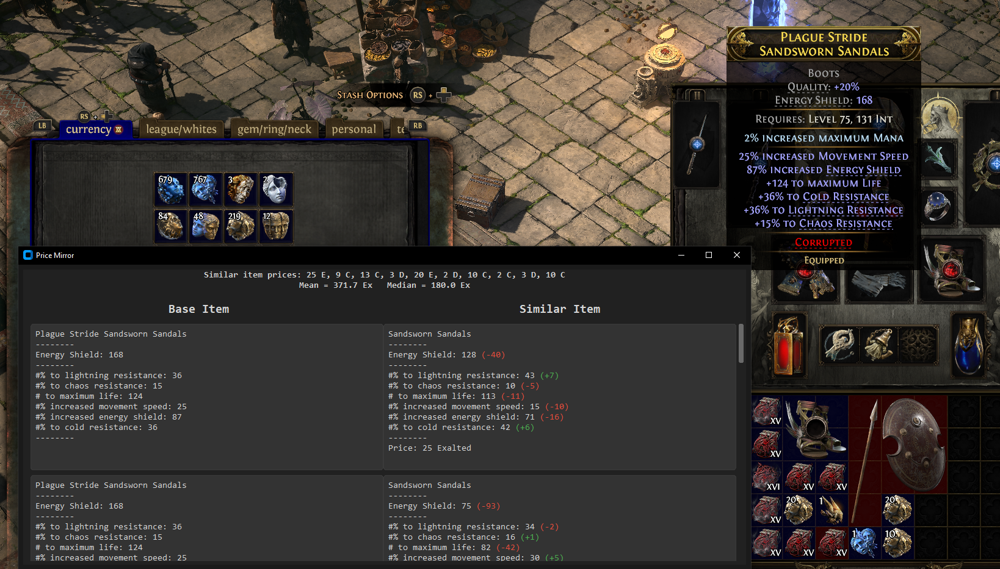 Plague Stride
Sandsworn Sandals
Boots
Quality: +20%
Energy Shield: 168
Requires: Level 75, 131 Int
2% increased maximum Mana
25% increased Movement Speed
87% increased Energy Shield
+124 to maximum Life
+36% to Cold Resistance
+36% to Lightning Resistance
+15% to Chaos Resistance
Corrupted
Equipped
Stash Options RS +
II
I
RS +
LB
currency
league/whites
gem/ring/neck
personal
RB
679
767
3
2
84
48
219
12
Price Mirror
Similar item prices: 25 E, 9 C, 13 C, 3 D, 20 E, 2 D, 10 C, 2 C, 3 D, 10 C
Mean = 371.7 Ex Median = 180.0 Ex
Base Item
Plague Stride Sandsworn Sandals
--------
Energy Shield: 168
--------
#% to lightning resistance: 36
#% to chaos resistance: 15
# to maximum life: 124
#% increased movement speed: 25
#% increased energy shield: 87
#% to cold resistance: 36
--------
Similar Item
Sandsworn Sandals
--------
Energy Shield: 128 (-40)
--------
#% to lightning resistance: 43 (+7)
#% to chaos resistance: 10 (-5)
# to maximum life: 113 (-11)
#% increased movement speed: 15 (-10)
#% increased energy shield: 71 (-16)
#% to cold resistance: 42 (+6)
--------
Price: 25 Exalted
Plague Stride Sandsworn Sandals
--------
Energy Shield: 168
--------
#% to lightning resistance: 36
#% to chaos resistance: 15
# to maximum life: 124
#% increased movement speed: 25
Sandsworn Sandals
--------
Energy Shield: 75 (-93)
--------
#% to lightning resistance: 34 (-2)
#% to chaos resistance: 16 (+1)
# to maximum life: 82 (-42)
#% increased movement speed: 30 (+5)
XV
XV
XVI
XV
XV
XV
20
1
20
XV
XV
XV
1
10